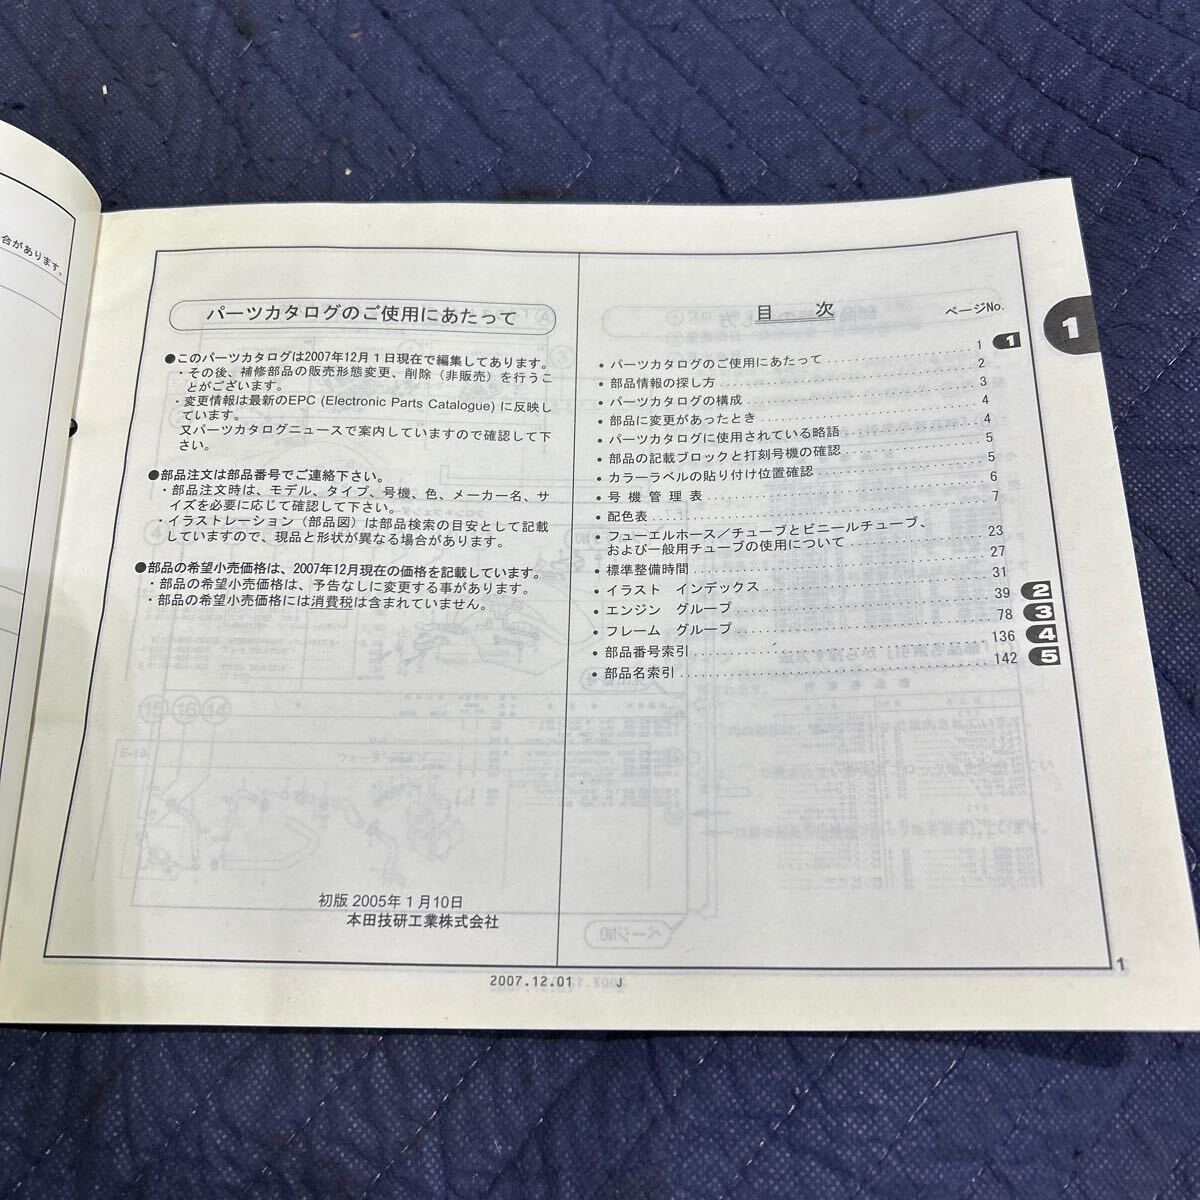 合があります。
パーツカタログのご使用にあたって
●このパーツカタログは2007年12月1日現在で編集してあります。
・その後、補修部品の販売形態変更、削除（非販売）を行うこ
とがございます。
・変更情報は最新のEPC (Electronic Parts Catalogue) に反映し
ています。
又パーツカタログニュースで案内していますので確認して下
さい。
●部品注文は部品番号でご連絡下さい。
・部品注文時は、モデル、タイプ、号機、色、メーカー名、サ
イズを必要に応じて確認して下さい。
・イラストレーション（部品図）は部品検索の目安として記載
していますので、現品と形状が異なる場合があります。
●部品の希望小売価格は、2007年12月現在の価格を記載しています。
・部品の希望小売価格は、予告なしに変更する事があります。
・部品の希望小売価格には消費税は含まれていません。
初版 2005年1月10日
本田技研工業株式会社
目 次 ページNo.
・パーツカタログのご使用にあたって 1 1
・部品情報の探し方 2
・パーツカタログの構成 3
・部品に変更があったとき 4
・パーツカタログに使用されている略語 4
・部品の記載ブロックと打刻号機の確認 5
・カラーラベルの貼り付け位置確認 5
・号機管理表 6
・配色表 7
・フューエルホース／チューブとビニールチューブ、
および一般用チューブの使用について 23
・標準整備時間 27
・イラスト インデックス 31
・エンジン グループ 39 2
・フレーム グループ 78 3
・部品番号索引 136 4
・部品名索引 142 5
1
2007.12.01 J
1